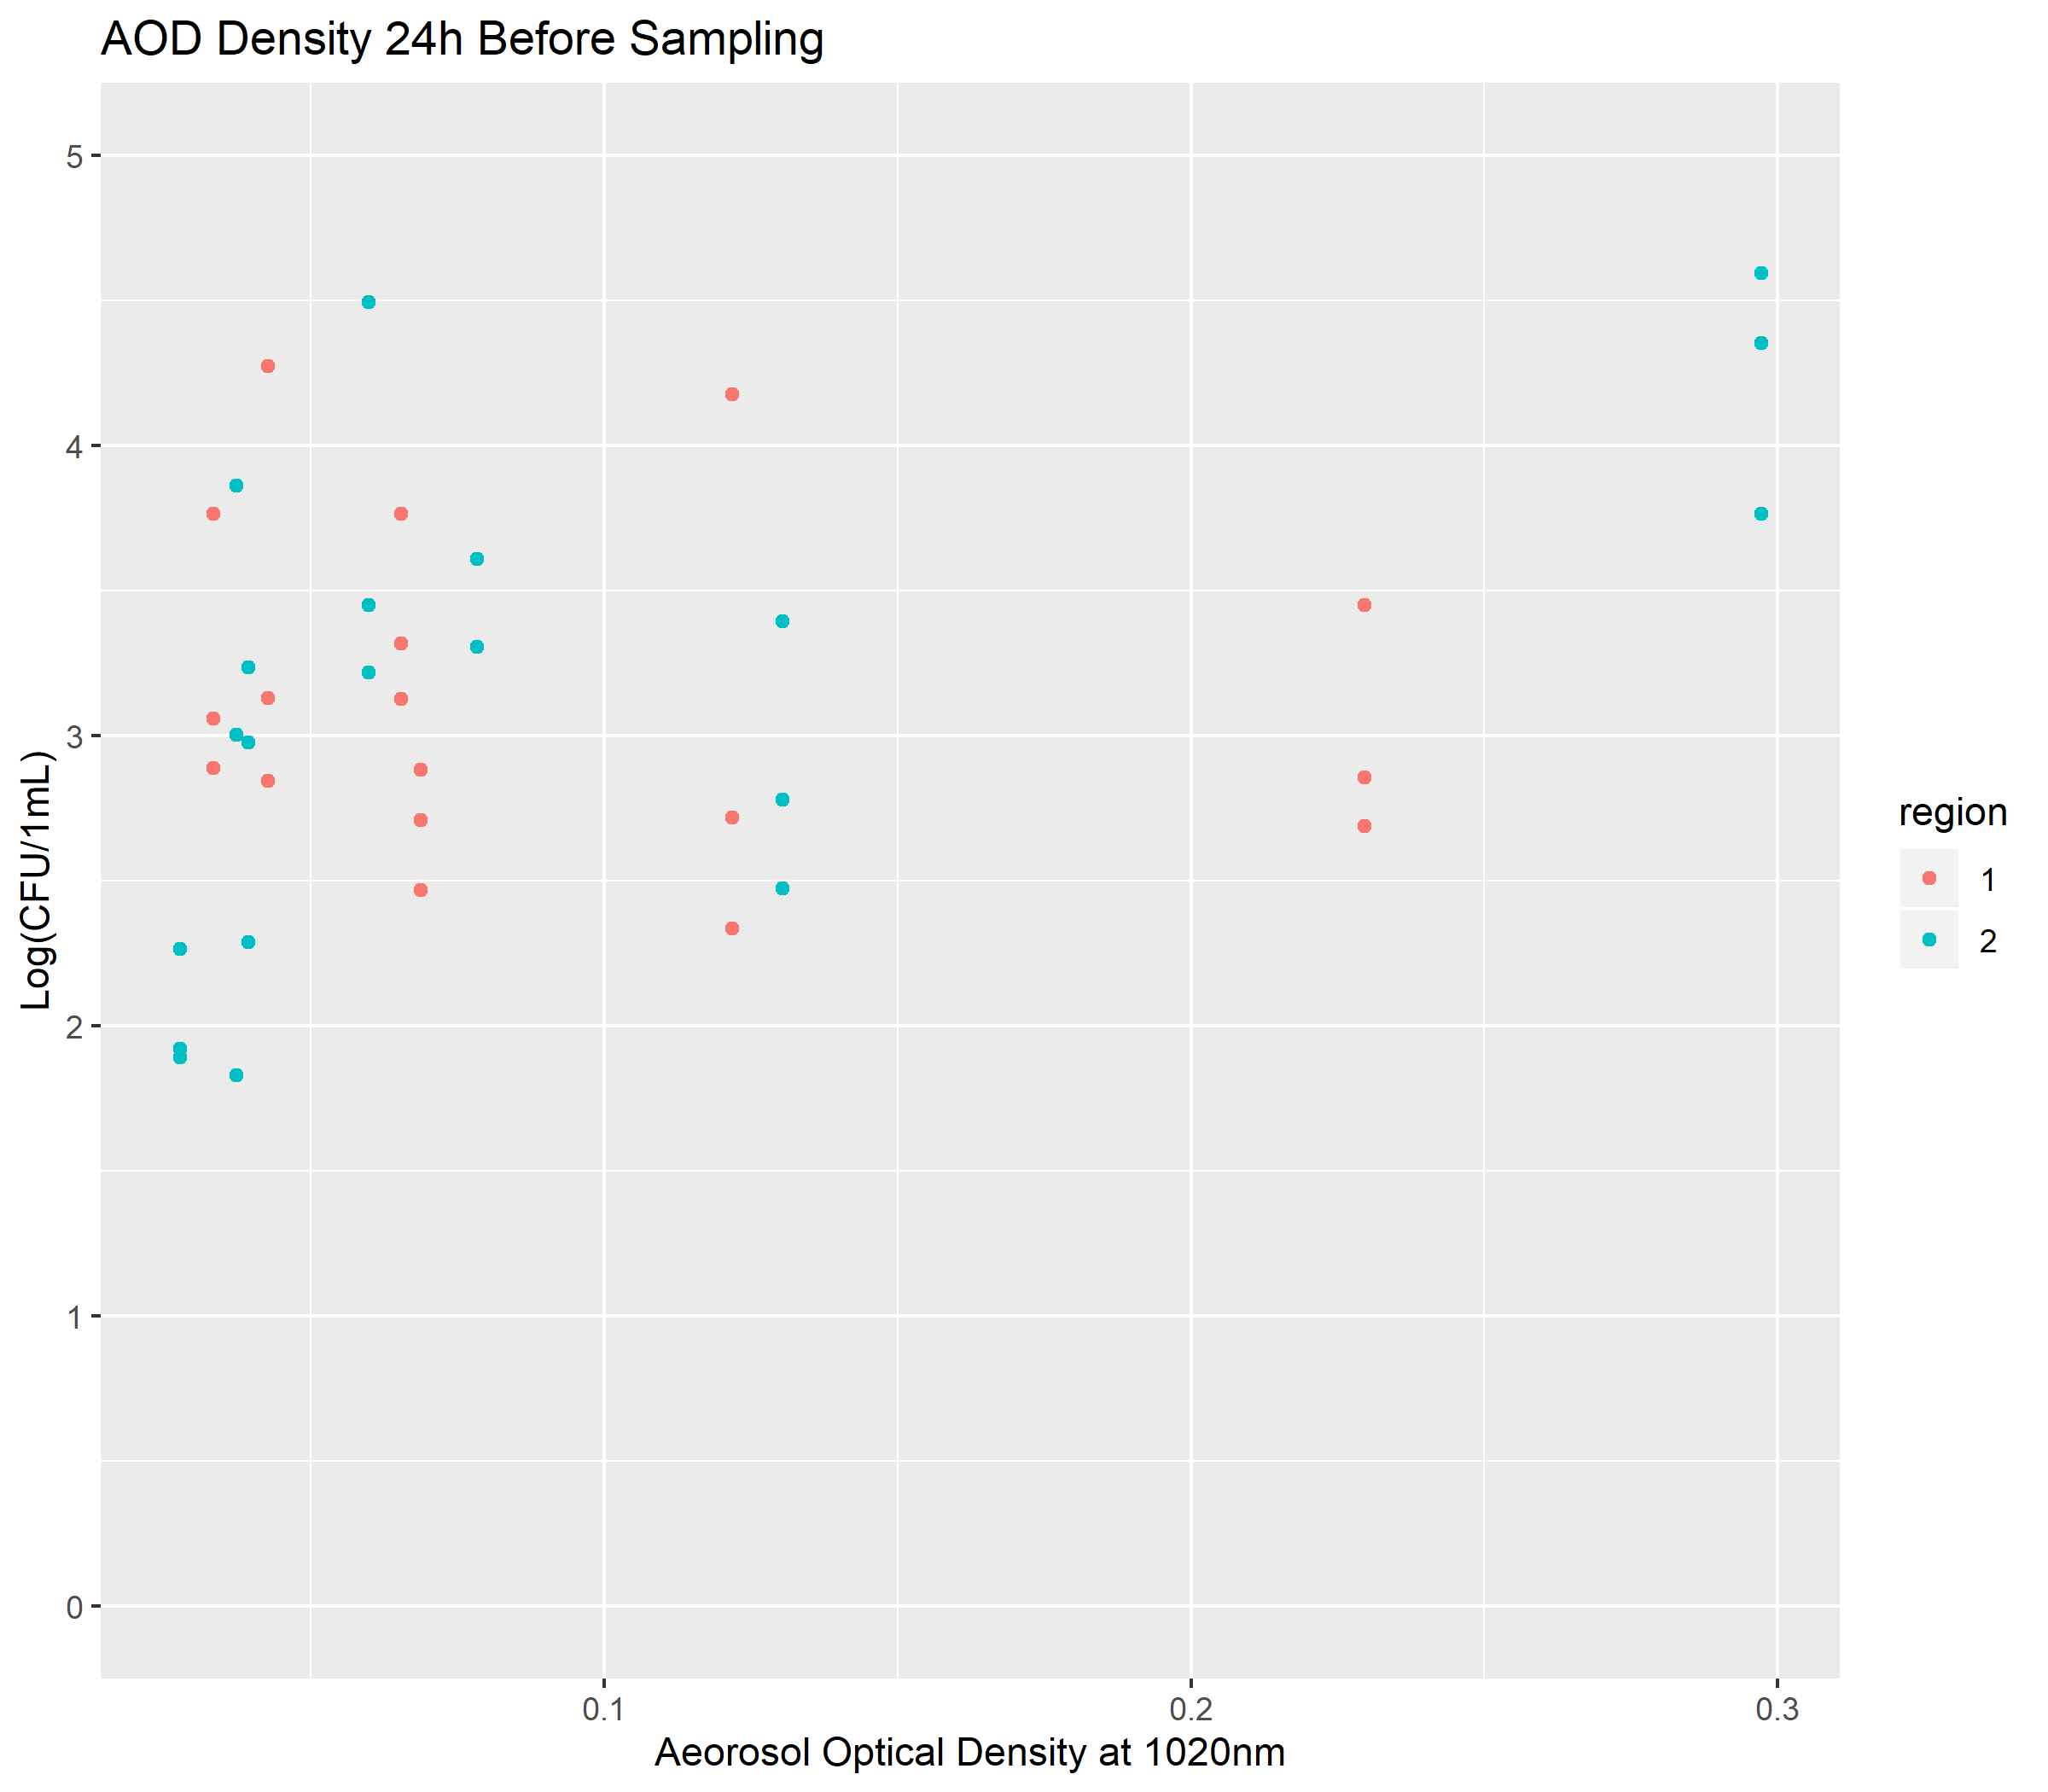 AOD Density 24h Before Sampling
Log(CFU/1mL)
5
4
3
2
1
0
0.1
0.2
0.3
Aeorosol Optical Density at 1020nm
region
1
2